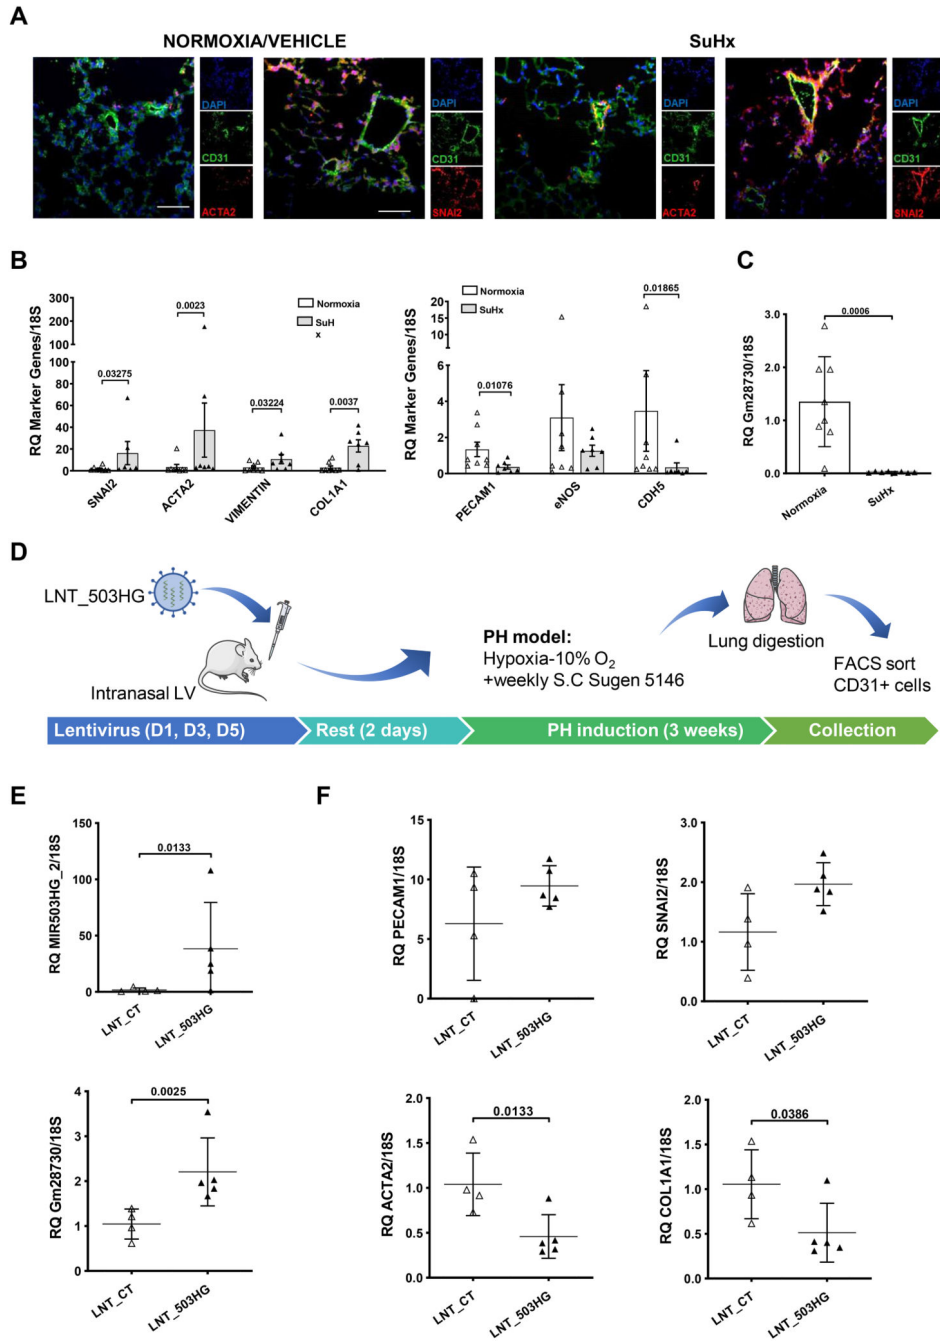 A
NORMOXIA/VEHICLE
SuHx
DAPI
CD31
ACTA2
DAPI
CD31
SNAI2
DAPI
CD31
ACTA2
DAPI
CD31
SNAI2
B
RQ Marker Genes/18S
300
200
100
80
60
40
20
0
0.03275
0.0023
0.03224
0.0037
Normoxia
SuH
x
SNAI2
ACTA2
VIMENTIN
COL1A1
RQ Marker Genes/18S
20
15
10
6
4
2
0
Normoxia
SuHx
0.01076
0.01865
PECAM1
eNOS
CDH5
C
RQ Gm28730/18S
3.0
2.0
1.0
0.0
0.0006
Normoxia
SuHx
D
LNT_503HG
Intranasal LV
PH model:
Hypoxia-10% O2
+weekly S.C Sugen 5146
Lung digestion
FACS sort
CD31+ cells
Lentivirus (D1, D3, D5)
Rest (2 days)
PH induction (3 weeks)
Collection
E
RQ MIR503HG_2/18S
150
100
50
0
0.0133
LNT_CT
LNT_503HG
RQ Gm28730/18S
4
3
2
1
0
0.0025
LNT_CT
LNT_503HG
F
RQ PECAM1/18S
15
10
5
0
LNT_CT
LNT_503HG
RQ SNAI2/18S
3.0
2.0
1.0
0.0
LNT_CT
LNT_503HG
RQ ACTA2/18S
2.0
1.5
1.0
0.5
0.0
0.0133
LNT_CT
LNT_503HG
RQ COL1A1/18S
2.0
1.5
1.0
0.5
0.0
0.0386
LNT_CT
LNT_503HG